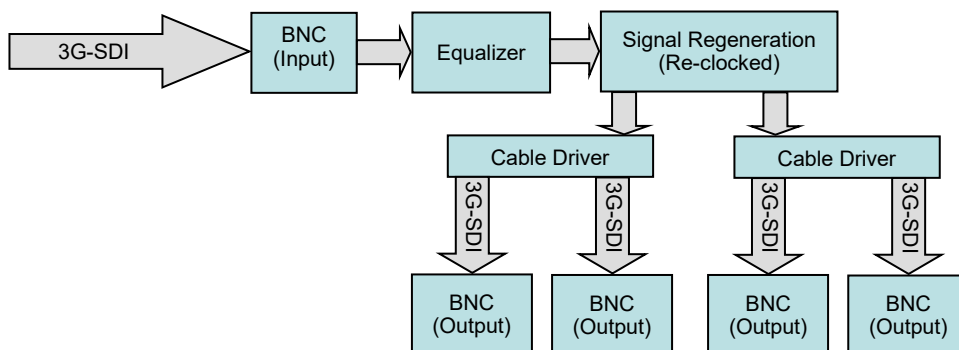 3G-SDI
BNC
(Input)
Equalizer
Signal Regeneration
(Re-clocked)
Cable Driver
Cable Driver
3G-SDI
3G-SDI
3G-SDI
3G-SDI
BNC
(Output)
BNC
(Output)
BNC
(Output)
BNC
(Output)